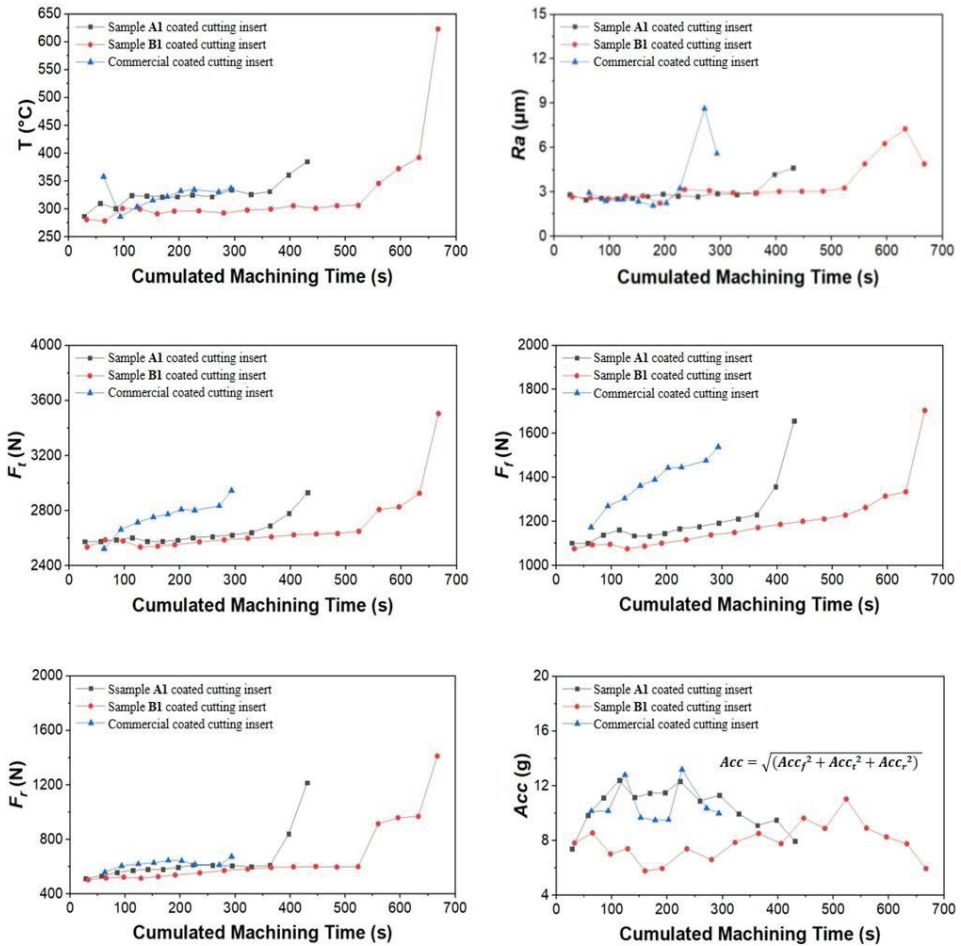 650
600
550
500
450
400
350
300
250
T (°C)
Sample A1 coated cutting insert
Sample B1 coated cutting insert
Commercial coated cutting insert
0 100 200 300 400 500 600 700
Cumulated Machining Time (s)
15
12
9
6
3
0
Ra (μm)
Sample A1 coated cutting insert
Sample B1 coated cutting insert
Commercial coated cutting insert
0 100 200 300 400 500 600 700
Cumulated Machining Time (s)
4000
3600
3200
2800
2400
Ft (N)
Sample A1 coated cutting insert
Sample B1 coated cutting insert
Commercial coated cutting insert
0 100 200 300 400 500 600 700
Cumulated Machining Time (s)
2000
1800
1600
1400
1200
1000
Ff (N)
Sample A1 coated cutting insert
Sample B1 coated cutting insert
Commercial coated cutting insert
0 100 200 300 400 500 600 700
Cumulated Machining Time (s)
2000
1600
1200
800
400
Fr (N)
Ssample A1 coated cutting insert
Sample B1 coated cutting insert
Commercial coated cutting insert
0 100 200 300 400 500 600 700
Cumulated Machining Time (s)
20
16
12
8
4
Acc (g)
Sample A1 coated cutting insert
Sample B1 coated cutting insert
Commercial coated cutting insert
Acc = √(Accf² + Acct² + Accr²)
0 100 200 300 400 500 600 700
Cumulated Machining Time (s)